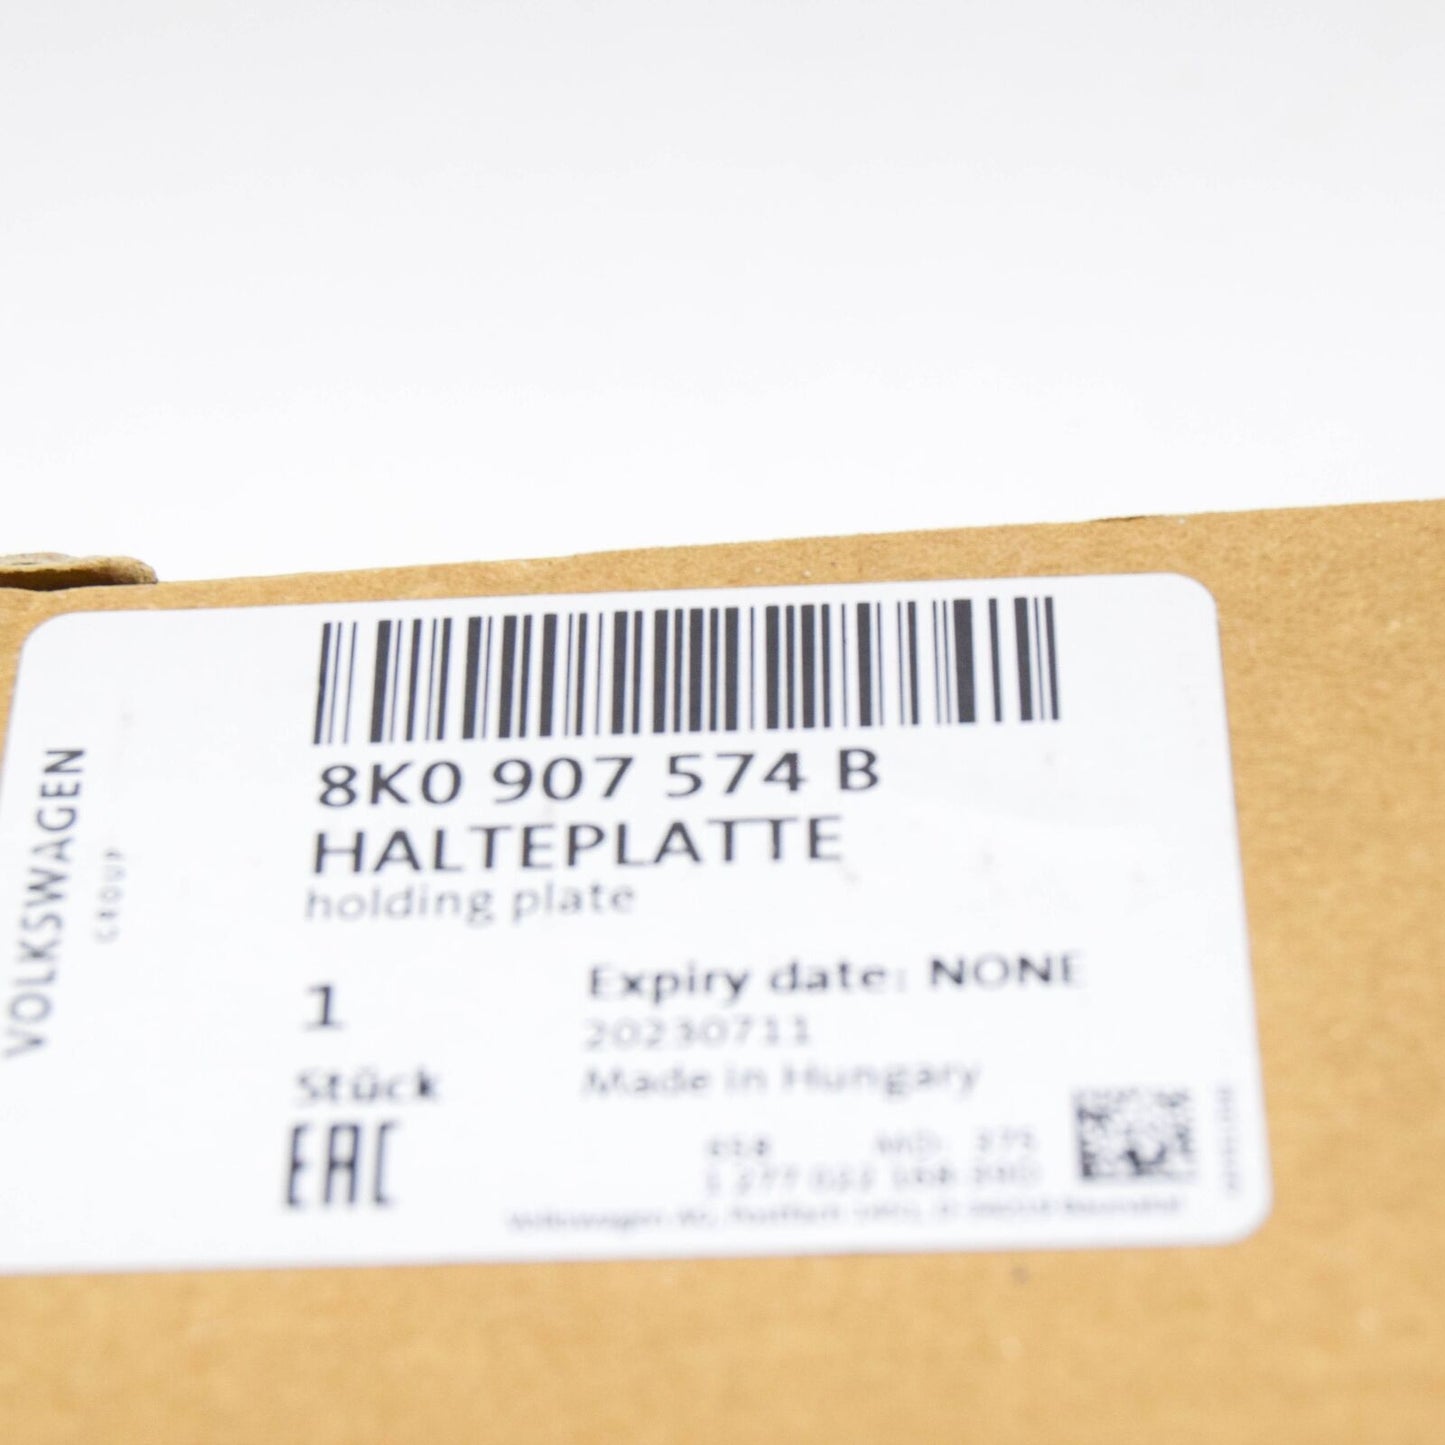 VOLKSWAGEN
GROUP
8K0 907 574 B
HALTEPLATTE
holding plate
1
Stück
Expiry date: NONE
20230711
Made in Hungary
EAC